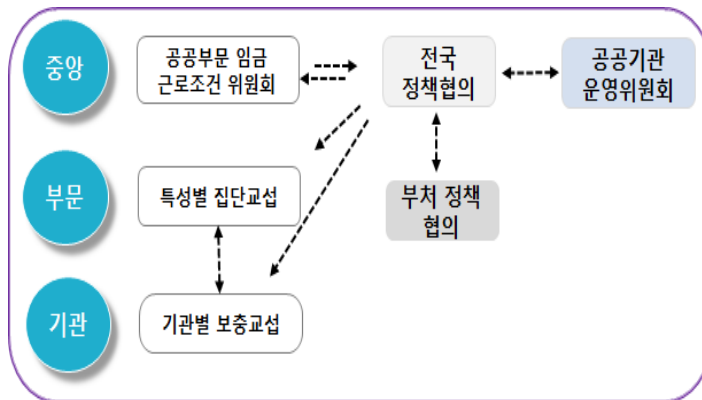 중앙
공공부문 임금
근로조건 위원회
전국
정책협의
공공기관
운영위원회
부문
특성별 집단교섭
부처 정책
협의
기관
기관별 보충교섭